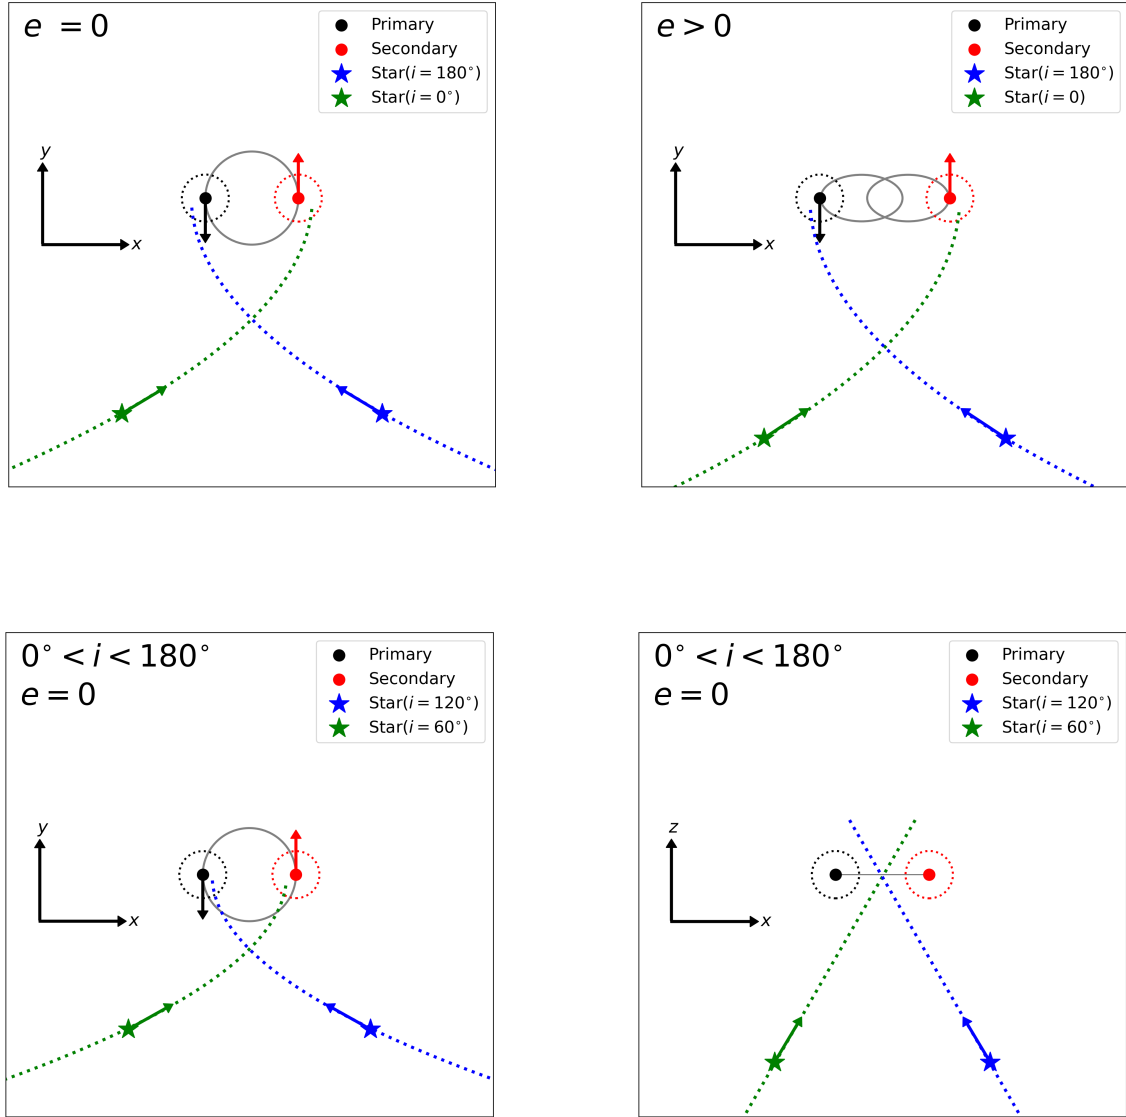 e = 0
Primary
Secondary
Star(i = 180°)
Star(i = 0°)
y
x
e > 0
Primary
Secondary
Star(i = 180°)
Star(i = 0)
y
x
0° < i < 180°
e = 0
Primary
Secondary
Star(i = 120°)
Star(i = 60°)
y
x
0° < i < 180°
e = 0
Primary
Secondary
Star(i = 120°)
Star(i = 60°)
z
x